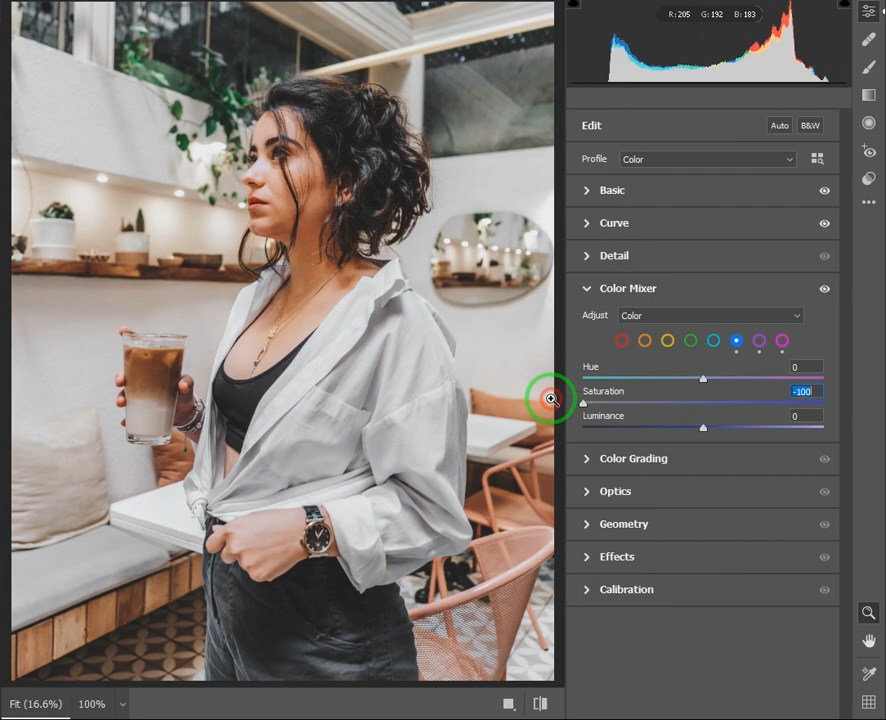 R: 205 G: 192 B: 183
Edit Auto B&W
Profile Color
Basic
Curve
Detail
Color Mixer
Adjust Color
Hue 0
Saturation -100
Luminance 0
Color Grading
Optics
Geometry
Effects
Calibration
Fit (16.6%) 100%